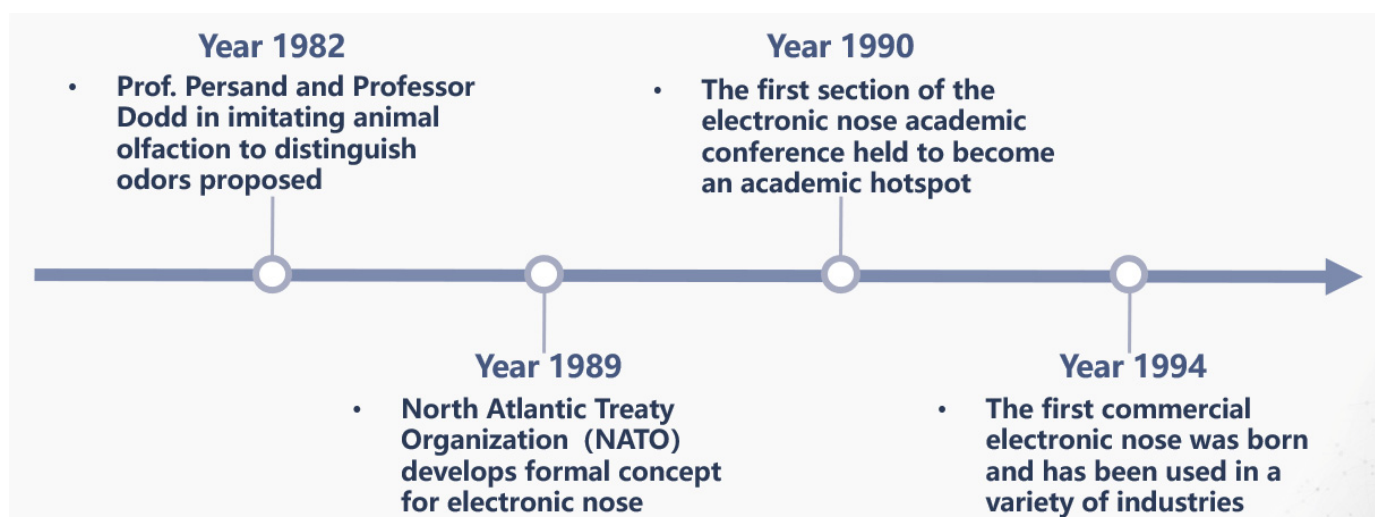 Year 1982
• Prof. Persand and Professor
Dodd in imitating animal
olfaction to distinguish
odors proposed
Year 1989
• North Atlantic Treaty
Organization (NATO)
develops formal concept
for electronic nose
Year 1990
• The first section of the
electronic nose academic
conference held to become
an academic hotspot
Year 1994
• The first commercial
electronic nose was born
and has been used in a
variety of industries